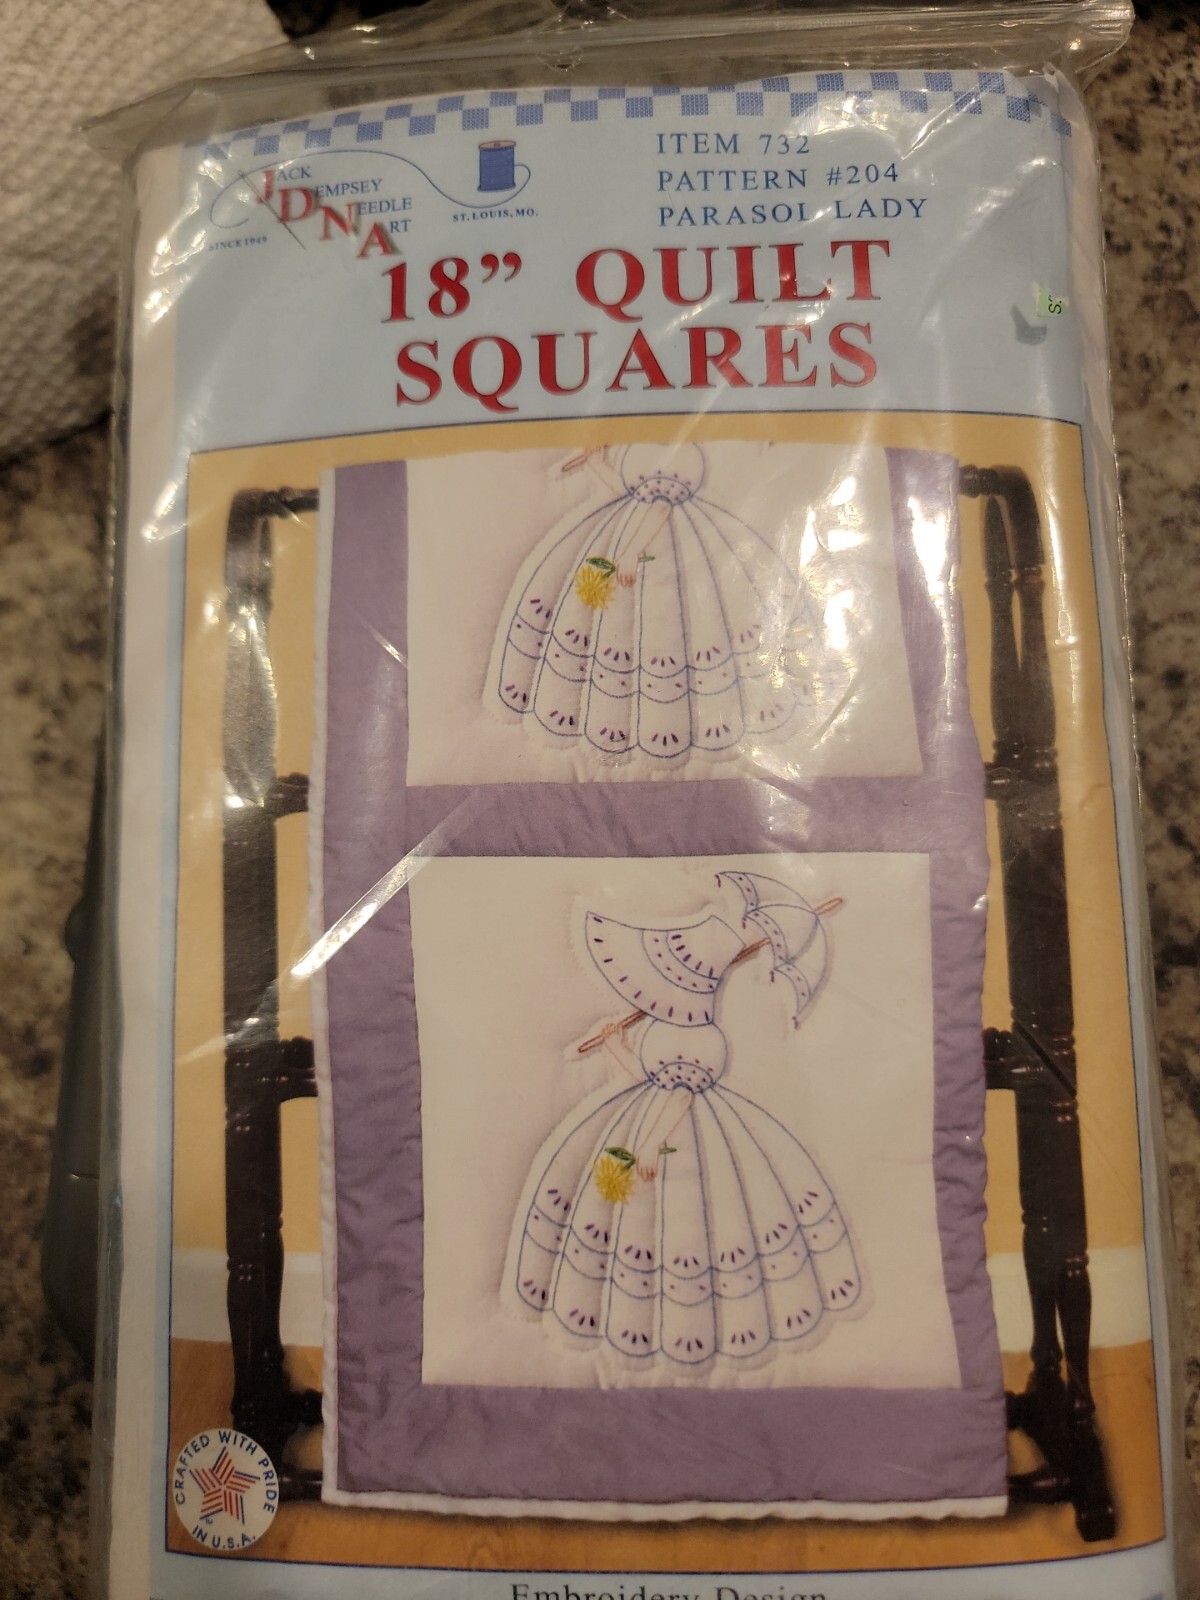 JACK
DEMPSEY
NEEDLE
ART
SINCE 1949
ST. LOUIS, MO.
ITEM 732
PATTERN #204
PARASOL LADY
18” QUILT
SQUARES
CRAFTED WITH PRIDE
IN U.S.A.
Embroidery Design